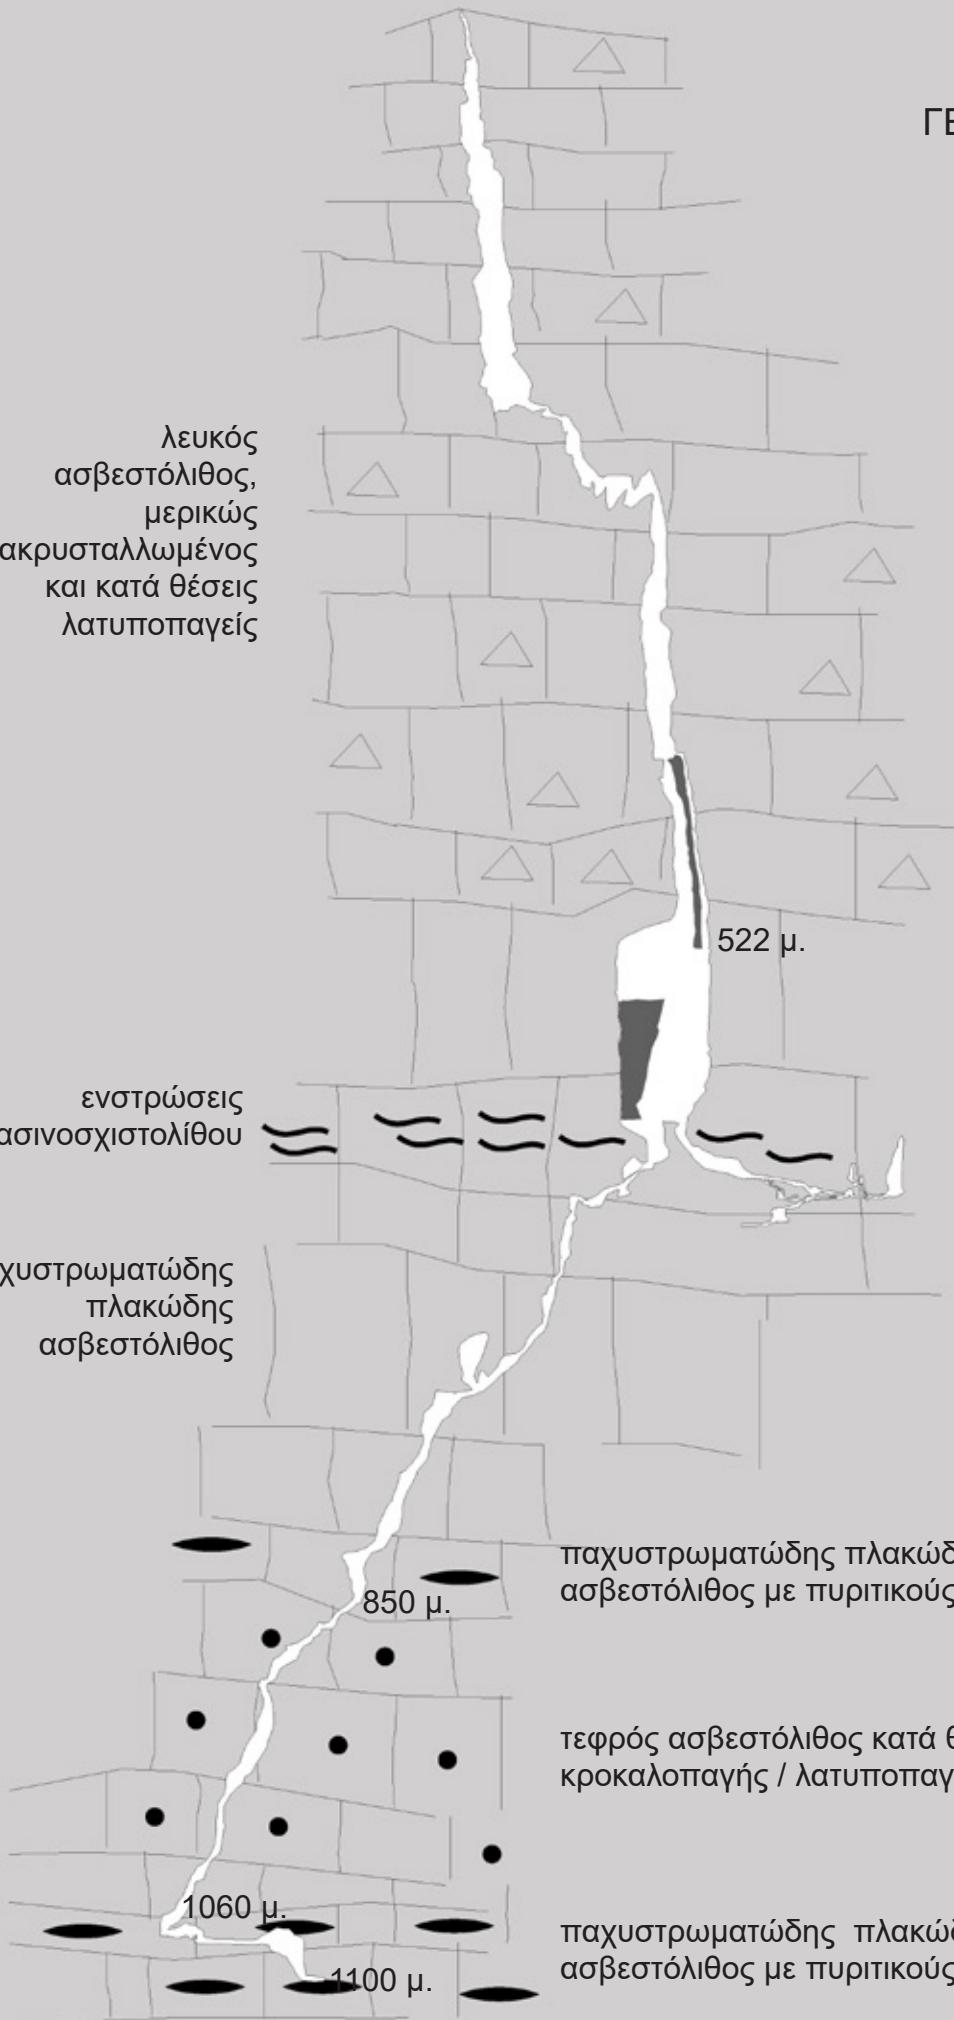 ΓΕ
λευκός
ασβεστόλιθος,
μερικώς
ακρυσταλλωμένος
και κατά θέσεις
λατυποπαγείς
522 μ.
ενστρώσεις
ασινοσχιστολίθου
χυστρωματώδης
πλακώδης
ασβεστόλιθος
παχυστρωματώδης πλακώδ
ασβεστόλιθος με πυριτικούς
850 μ.
τεφρός ασβεστόλιθος κατά θ
κροκαλοπαγής / λατυποπαγ
1060 μ.
παχυστρωματώδης πλακώδ
ασβεστόλιθος με πυριτικούς
1100 μ.